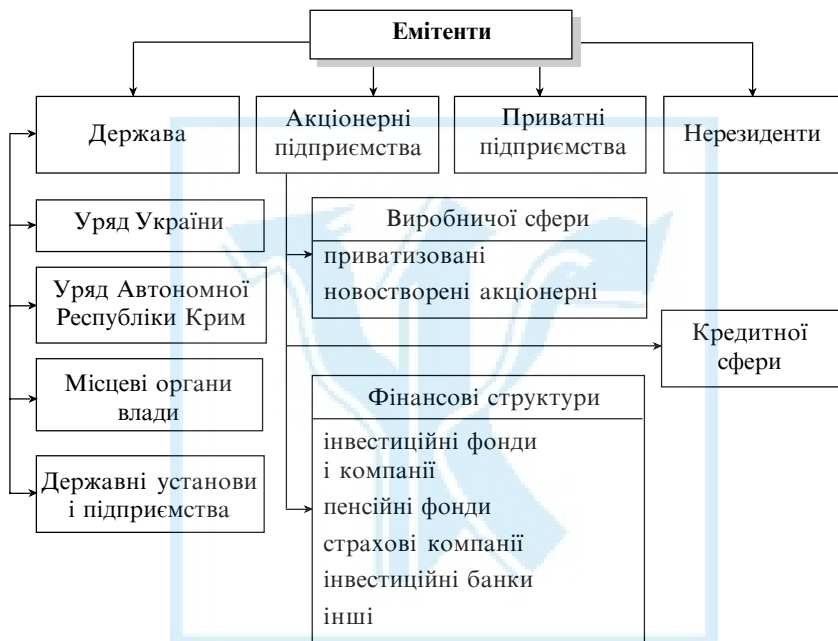 Емітенти
Держава
Акціонерні
підприємства
Приватні
підприємства
Нерезиденти
Уряд України
Уряд Автономної
Республіки Крим
Місцеві органи
влади
Державні установи
і підприємства
Виробничої сфери
приватизовані
новостворені акціонерні
Кредитної
сфери
Фінансові структури
інвестиційні фонди
і компанії
пенсійні фонди
страхові компанії
інвестиційні банки
інші